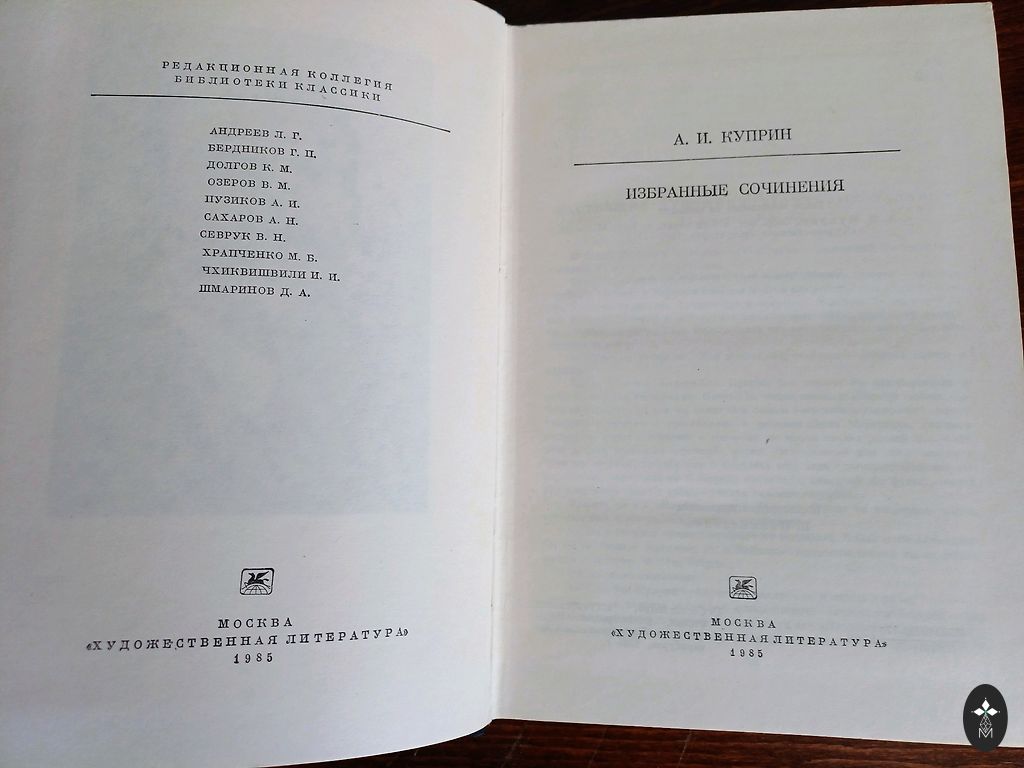 РЕДАКЦИОННАЯ КОЛЛЕГИЯ
БИБЛИОТЕКИ КЛАССИКИ
АНДРЕЕВ Л. Г.
БЕРДНИКОВ Г. П.
ДОЛГОВ К. М.
ОЗЕРОВ В. М.
ПУЗИКОВ А. И.
САХАРОВ А. Н.
СЕВРУК В. Н.
ХРАПЧЕНКО М. Б.
ЧХИКВИШВИЛИ И. И.
ШМАРИНОВ Д. А.
МОСКВА
«ХУДОЖЕСТВЕННАЯ ЛИТЕРАТУРА»
1985
А. И. КУПРИН
ИЗБРАННЫЕ СОЧИНЕНИЯ
МОСКВА
«ХУДОЖЕСТВЕННАЯ ЛИТЕРАТУРА»
1985
М